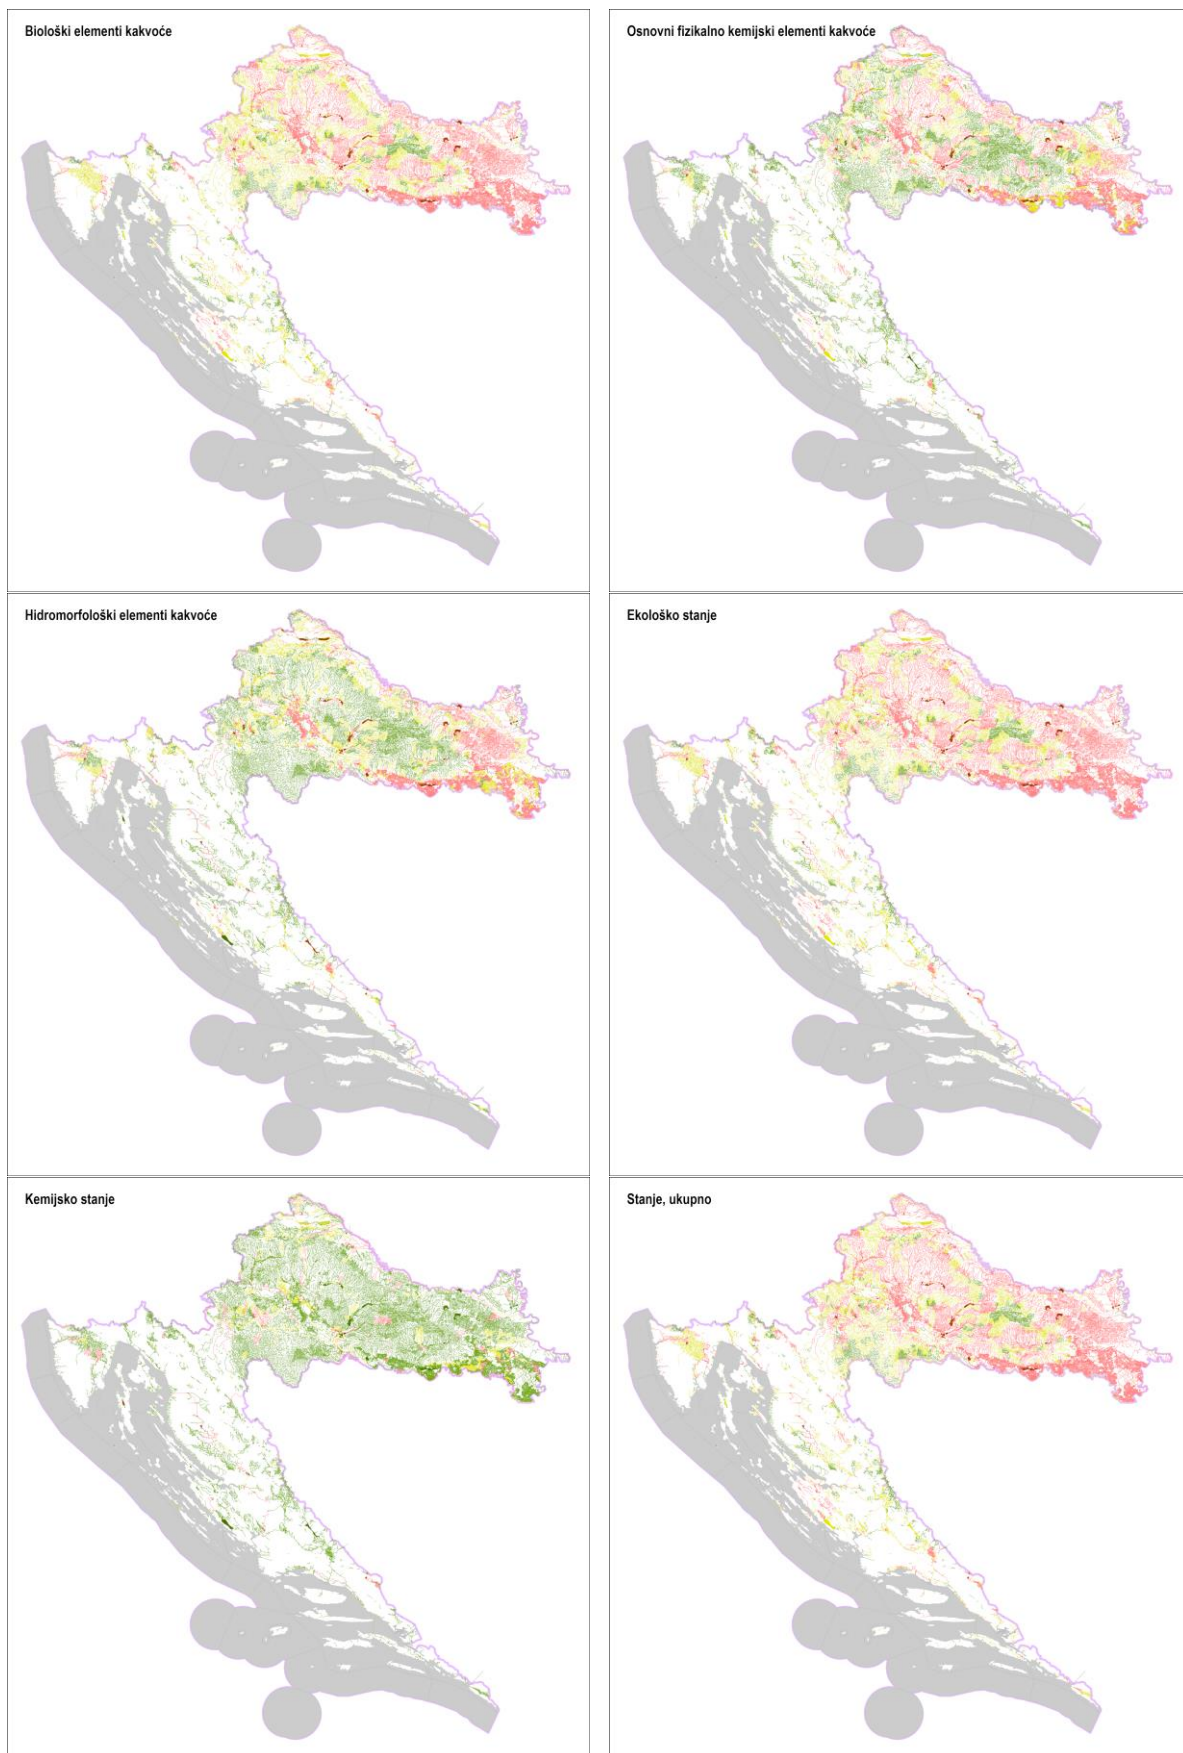 Biološki elementi kakvoće
Osnovni fizikalno kemijski elementi kakvoće
Hidromorfološki elementi kakvoće
Ekološko stanje
Kemijsko stanje
Stanje, ukupno